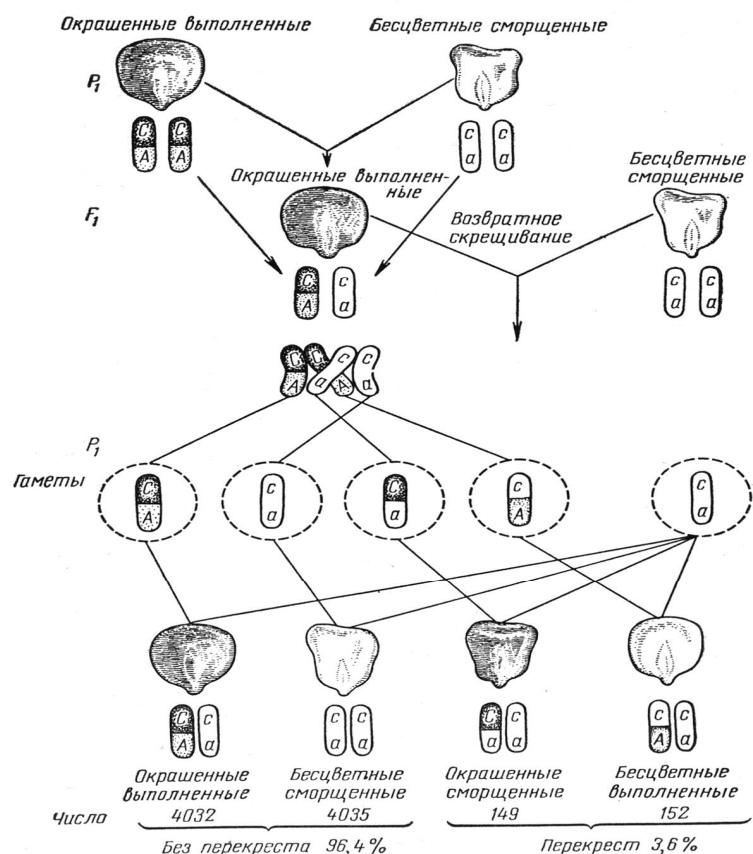 Окрашенные выполненные
Бесцветные сморщенные
P₁
C C
A A
c c
a a
Окрашенные выполнен-
ные
Бесцветные
сморщенные
F₁
Возвратное
скрещивание
C c
A a
c c
a a
C C c c
A a A a
P₁
Гаметы
C c C c c
A a a A a
C c c c C c c c
A a a a a a A a
Окрашенные выполненные
Бесцветные сморщенные
Окрашенные сморщенные
Бесцветные выполненные
Число 4032 4035 149 152
Без перекреста 96,4% Перекрест 3,6%